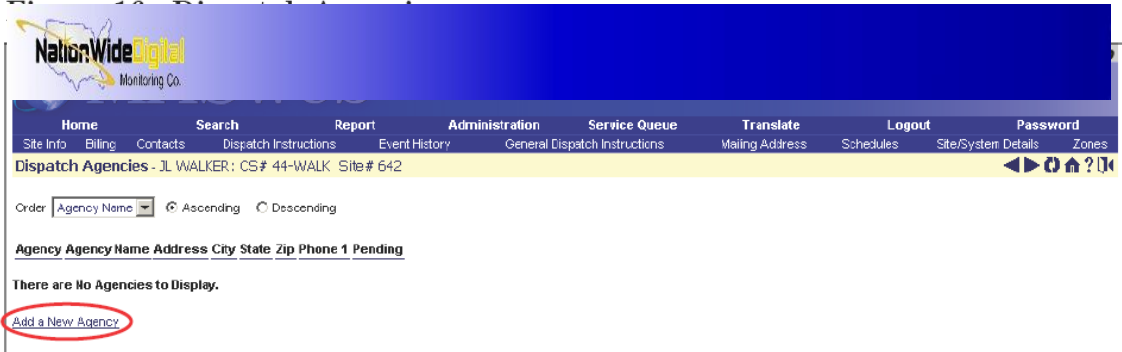 NationWide Digital
Monitoring Co.
Home Search Report Administration Service Queue Translate Logout Password
Site Info Billing Contacts Dispatch Instructions Event History General Dispatch Instructions Mailing Address Schedules Site/System Details Zones
Dispatch Agencies - JL WALKER: CS# 44-WALK Site# 642
Order Agency Name Ascending Descending
Agency Agency Name Address City State Zip Phone 1 Pending
There are No Agencies to Display.
Add a New Agency